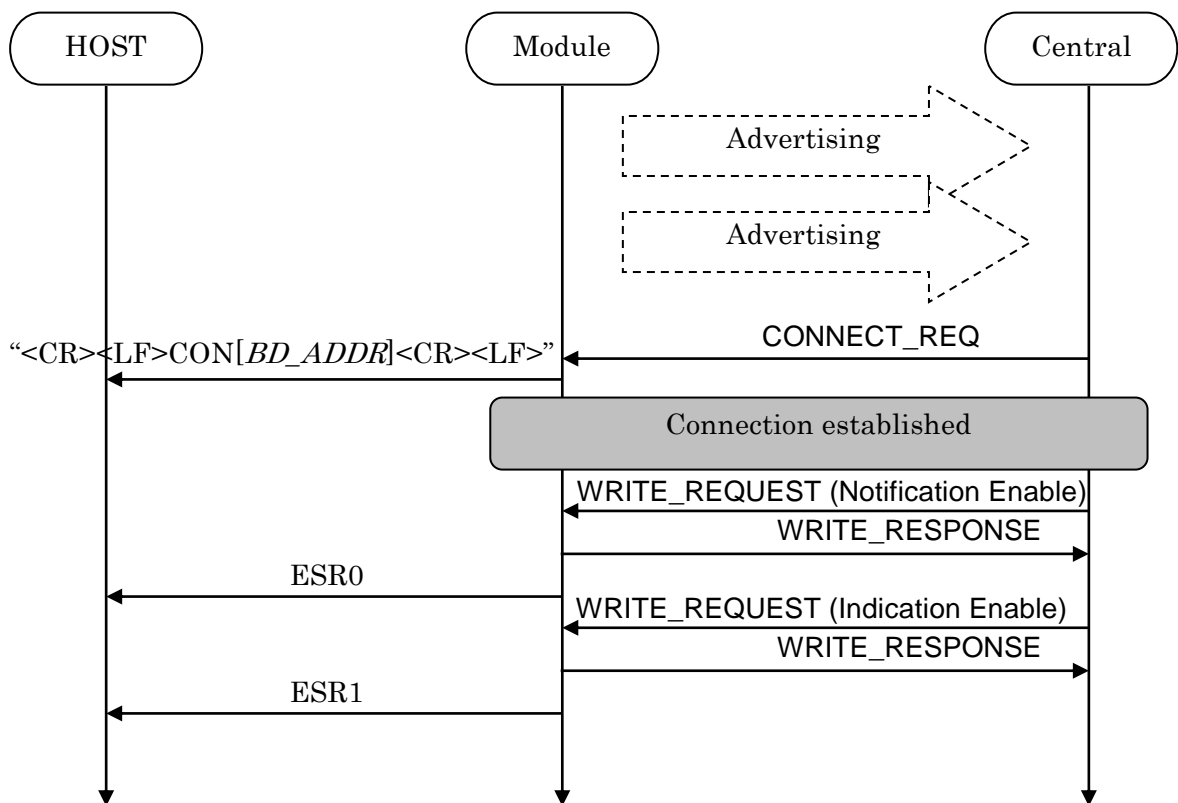 HOST
Module
Central
Advertising
Advertising
CONNECT_REQ
“<CR><LF>CON[BD_ADDR]<CR><LF>”
Connection established
WRITE_REQUEST (Notification Enable)
WRITE_RESPONSE
ESR0
WRITE_REQUEST (Indication Enable)
WRITE_RESPONSE
ESR1